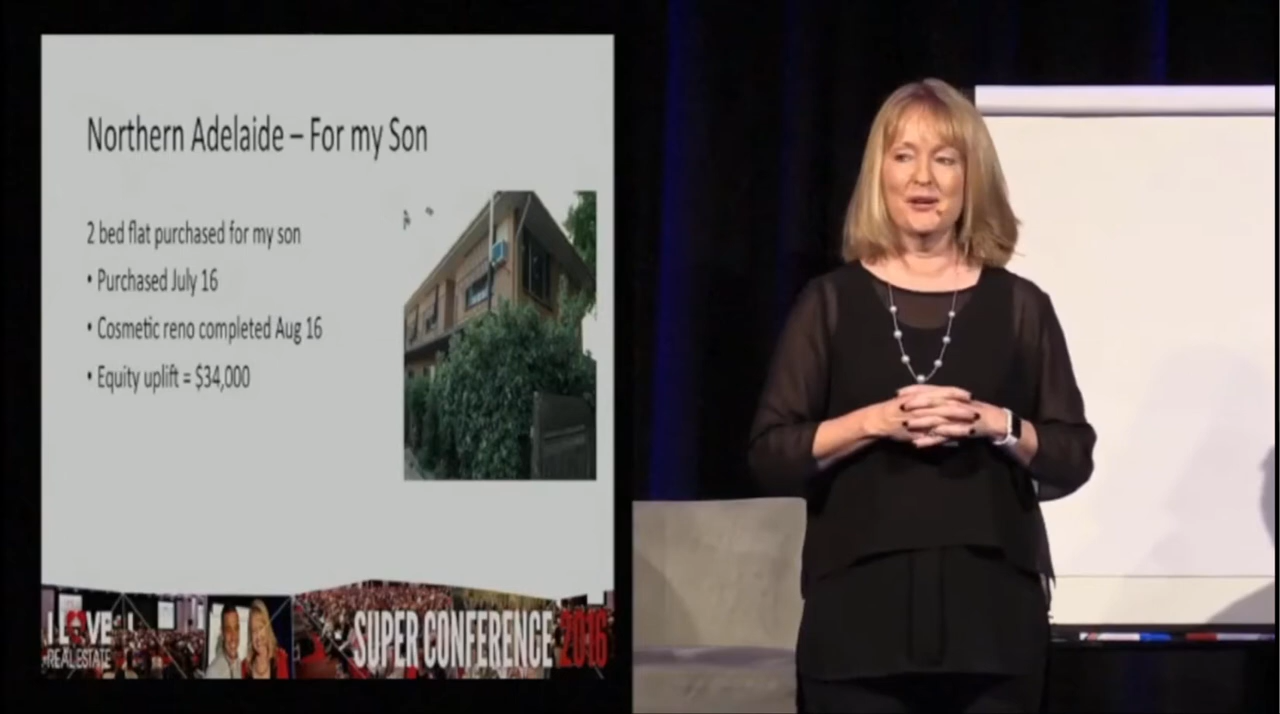 Northern Adelaide – For my Son
2 bed flat purchased for my son
• Purchased July 16
• Cosmetic reno completed Aug 16
• Equity uplift = $34,000
I LOVE
REAL ESTATE
SUPER CONFERENCE 2016